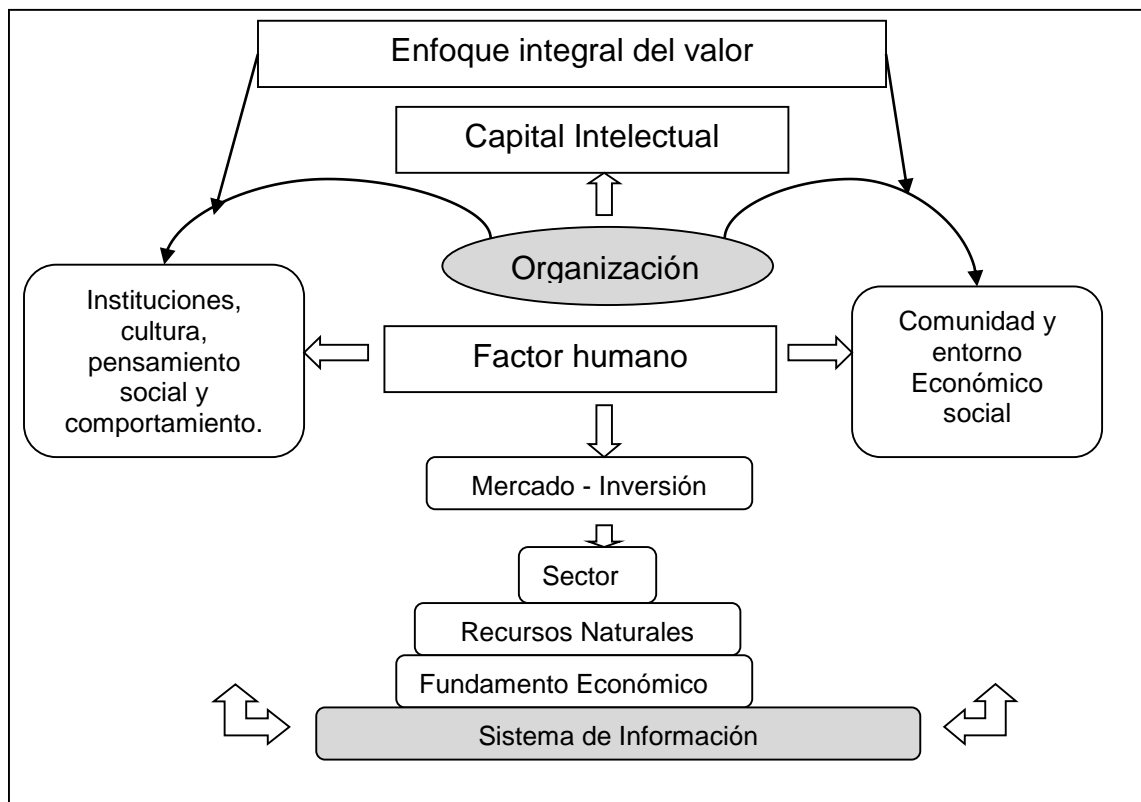 Enfoque integral del valor
Capital Intelectual
Organización
Instituciones,
cultura,
pensamiento
social y
comportamiento.
Factor humano
Comunidad y
entorno
Económico
social
Mercado - Inversión
Sector
Recursos Naturales
Fundamento Económico
Sistema de Información